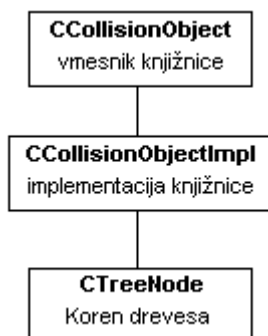 CCollisionObject
vmesnik knjižnice
CCollisionObjectImpl
implementacija knjižnice
CTreeNode
Koren drevesa